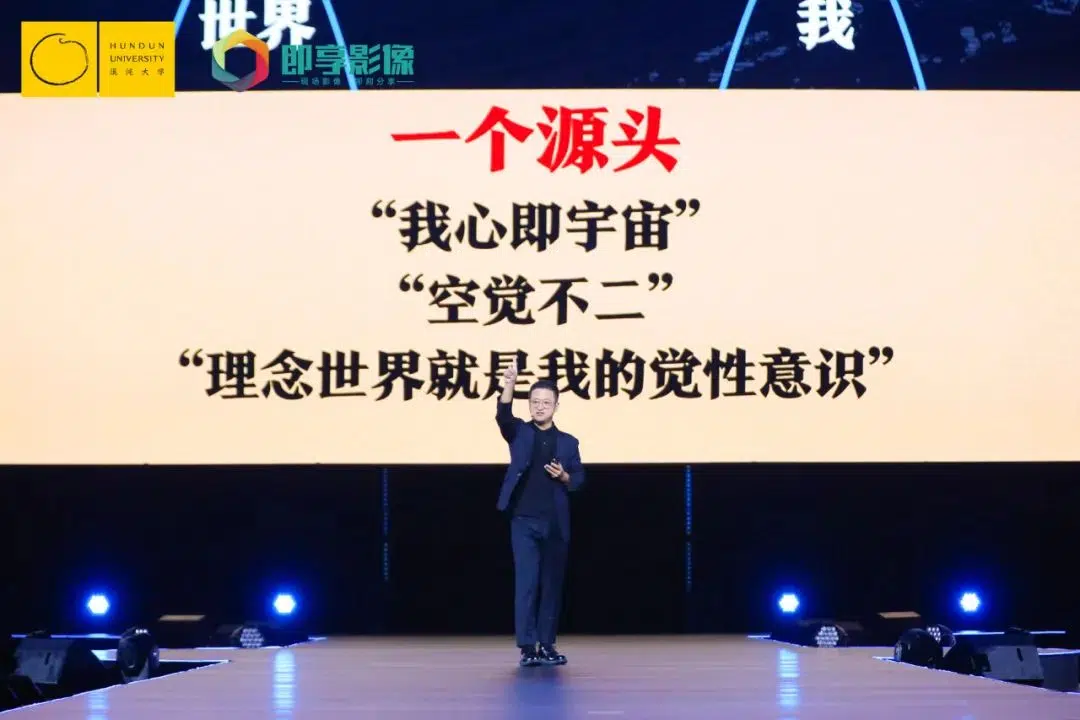 世界
我
HUNDUN
UNIVERSITY
混沌大学
即享影像
现场影像 即刻分享
一个源头
“我心即宇宙”
“空觉不二”
“理念世界就是我的觉性意识”